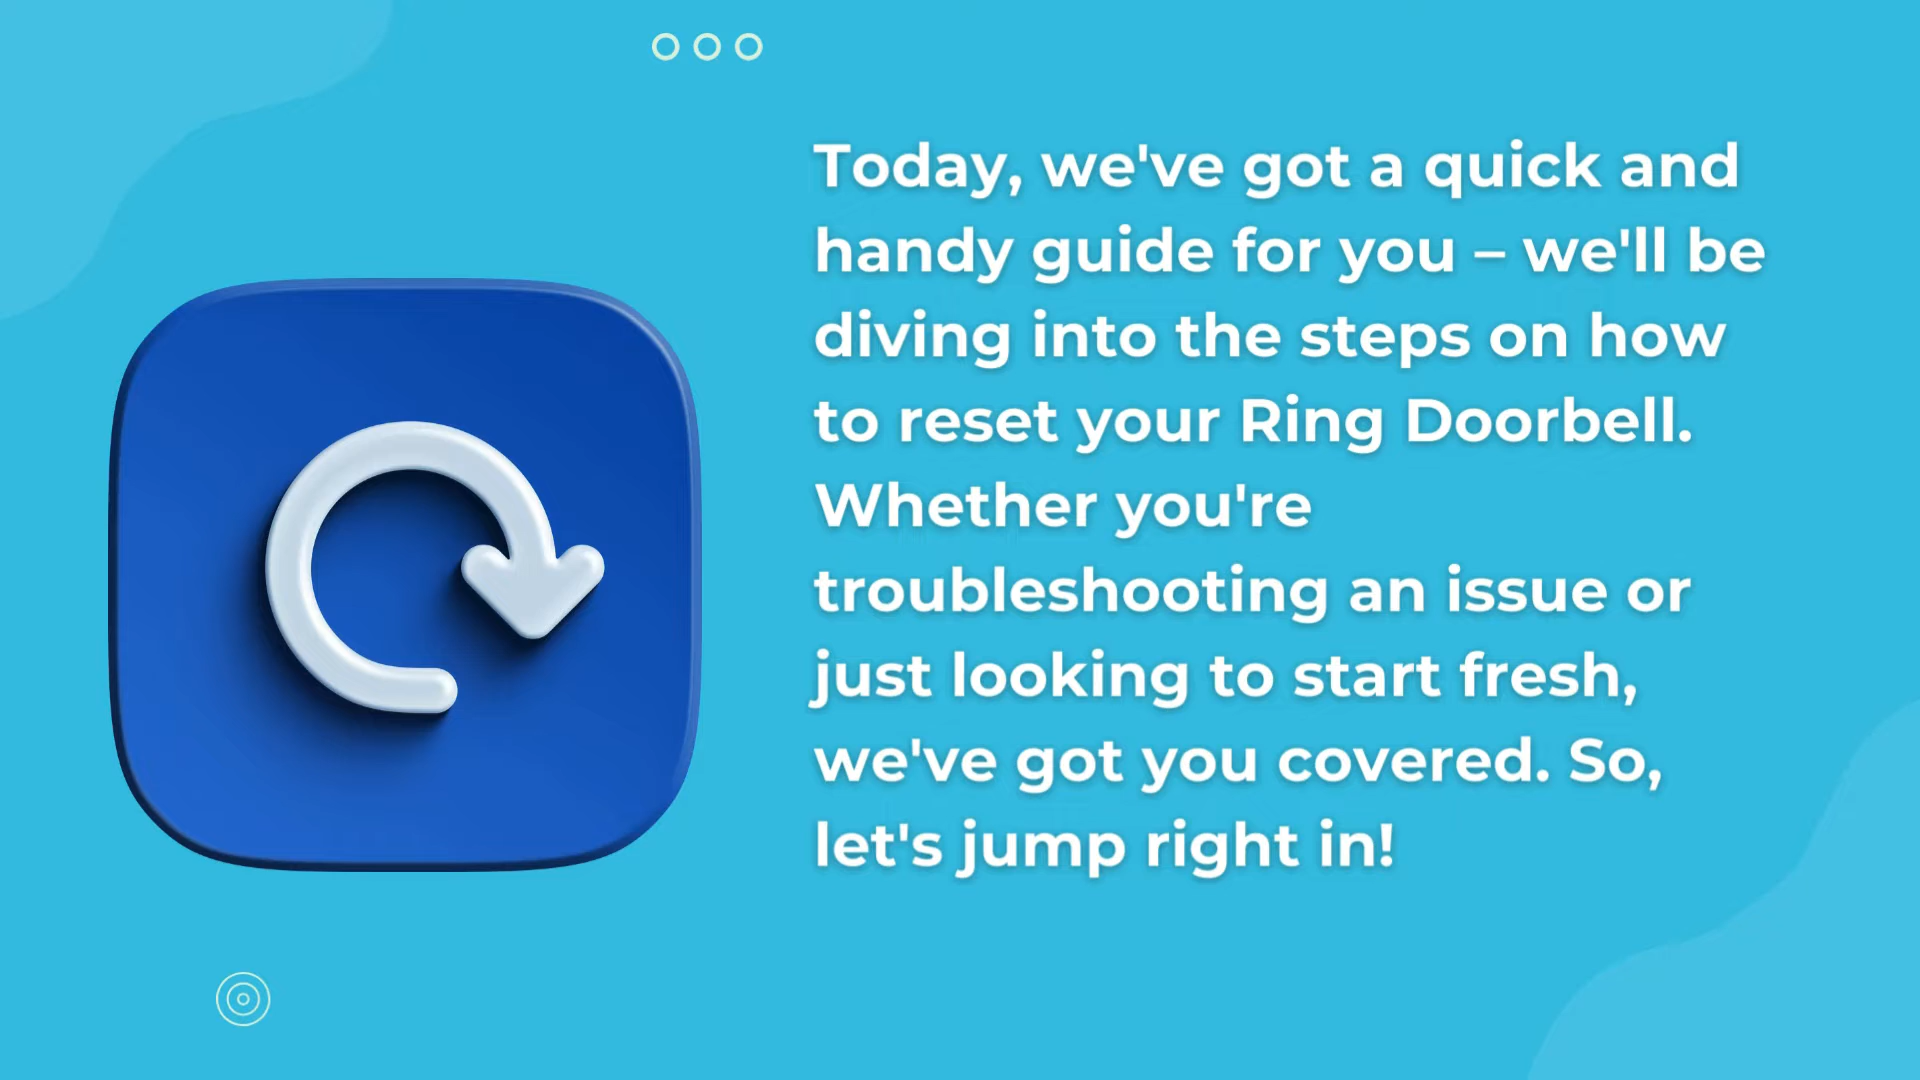 Today, we've got a quick and
handy guide for you – we'll be
diving into the steps on how
to reset your Ring Doorbell.
Whether you're
troubleshooting an issue or
just looking to start fresh,
we've got you covered. So,
let's jump right in!